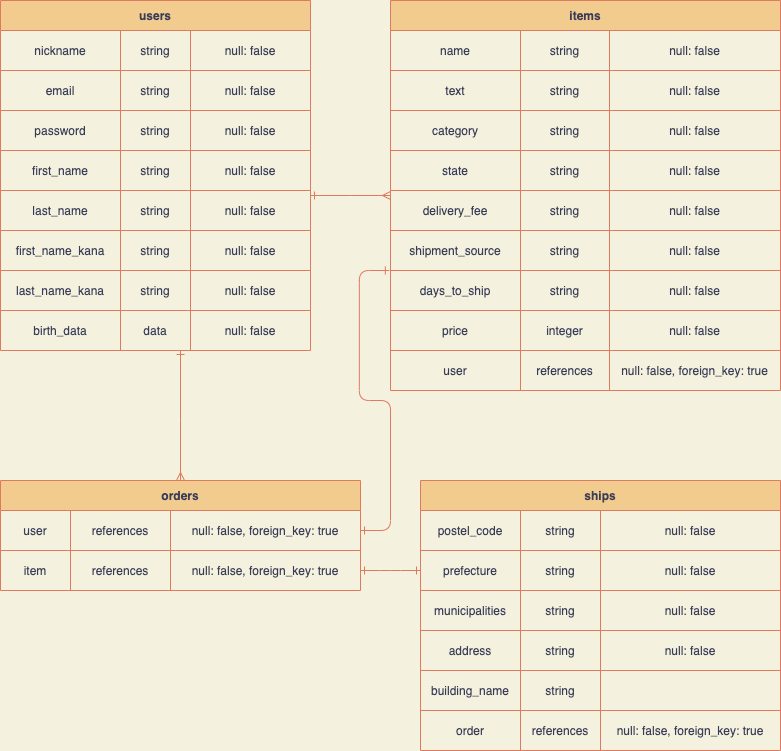 users
nickname string null: false
email string null: false
password string null: false
first_name string null: false
last_name string null: false
first_name_kana string null: false
last_name_kana string null: false
birth_data data null: false
items
name string null: false
text string null: false
category string null: false
state string null: false
delivery_fee string null: false
shipment_source string null: false
days_to_ship string null: false
price integer null: false
user references null: false, foreign_key: true
orders
user references null: false, foreign_key: true
item references null: false, foreign_key: true
ships
postel_code string null: false
prefecture string null: false
municipalities string null: false
address string null: false
building_name string
order references null: false, foreign_key: true